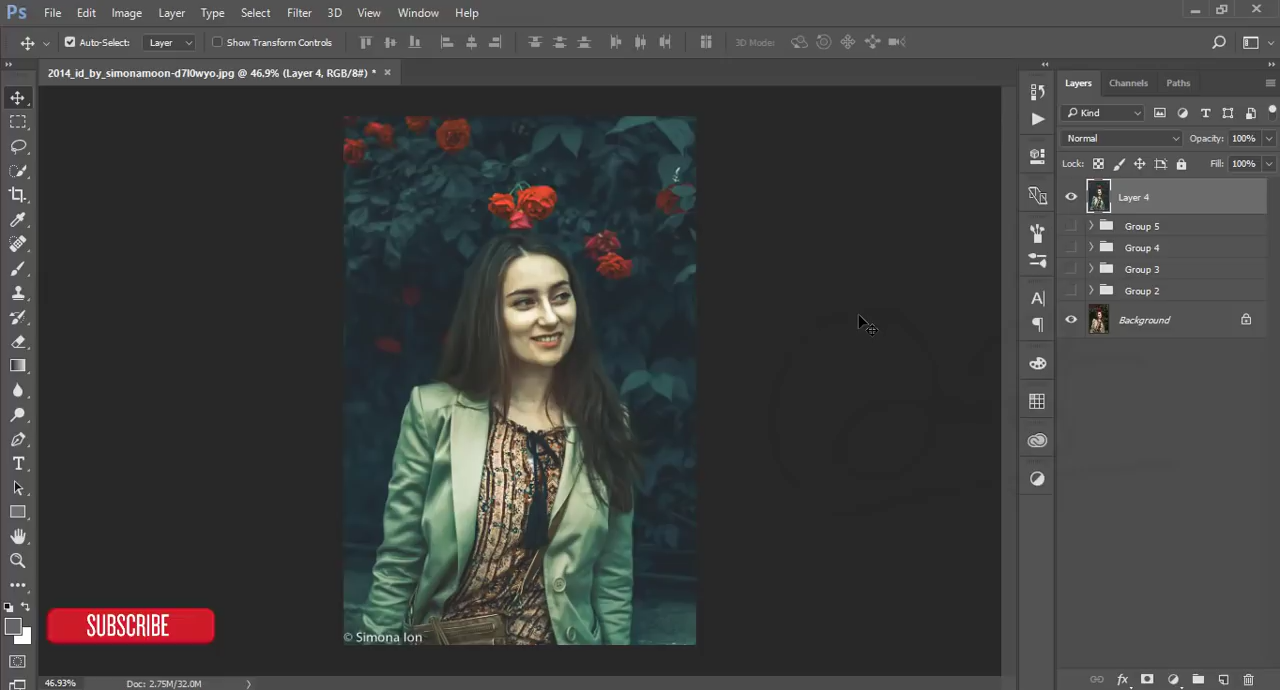 Ps File Edit Image Layer Type Select Filter 3D View Window Help
Auto-Select: Layer Show Transform Controls 3D Mode:
2014_id_by_simonamoon-d7l0wyo.jpg @ 46.9% (Layer 4, RGB/8#) *
Layers Channels Paths
Kind
Normal Opacity: 100%
Lock: Fill: 100%
Layer 4
Group 5
Group 4
Group 3
Group 2
Background
SUBSCRIBE
© Simona Ion
46.93% Doc: 2.75M/32.0M